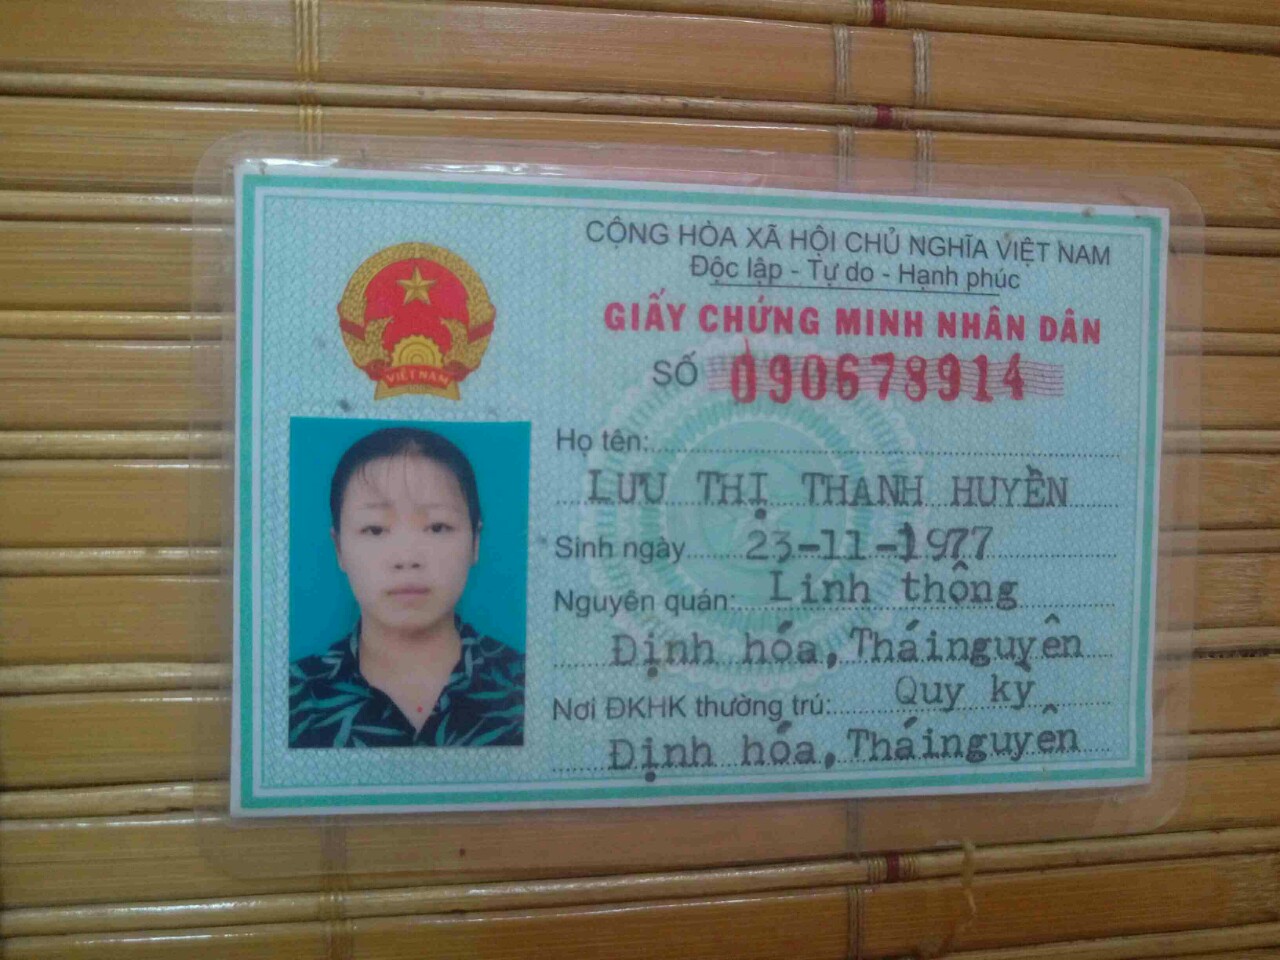 CỘNG HÒA XÃ HỘI CHỦ NGHĨA VIỆT NAM
Độc lập - Tự do - Hạnh phúc
GIẤY CHỨNG MINH NHÂN DÂN
SỐ 090678914
VIỆT NAM
Họ tên:
LƯU THỊ THANH HUYỀN
Sinh ngày 23-11-1977
Nguyên quán: Linh thông
Định hóa, Tháinguyên
Nơi ĐKHK thường trú: Quy kỳ
Định hóa, Tháinguyên